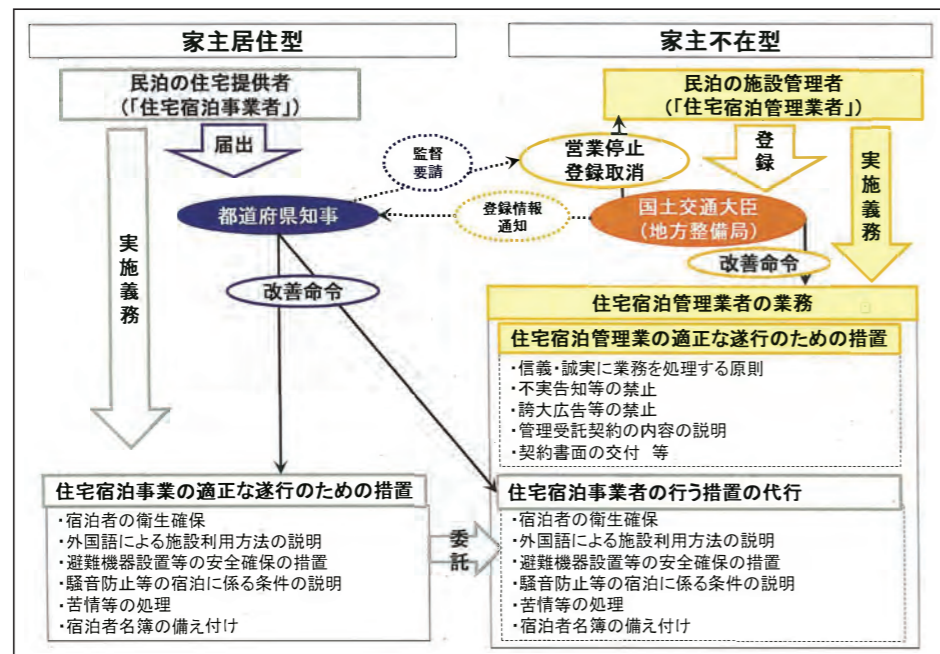 家主居住型
家主不在型
民泊の住宅提供者
(「住宅宿泊事業者」)
民泊の施設管理者
(「住宅宿泊管理業者」)
届出
監督
要請
営業停止
登録取消
登録
実施義務
都道府県知事
登録情報
通知
国土交通大臣
(地方整備局)
実施義務
改善命令
改善命令
住宅宿泊管理業者の業務
住宅宿泊管理業の適正な遂行のための措置
・信義・誠実に業務を処理する原則
・不実告知等の禁止
・誇大広告等の禁止
・管理受託契約の内容の説明
・契約書面の交付 等
住宅宿泊事業の適正な遂行のための措置
・宿泊者の衛生確保
・外国語による施設利用方法の説明
・避難機器設置等の安全確保の措置
・騒音防止等の宿泊に係る条件の説明
・苦情等の処理
・宿泊者名簿の備え付け
委託
住宅宿泊事業者の行う措置の代行
・宿泊者の衛生確保
・外国語による施設利用方法の説明
・避難機器設置等の安全確保の措置
・騒音防止等の宿泊に係る条件の説明
・苦情等の処理
・宿泊者名簿の備え付け